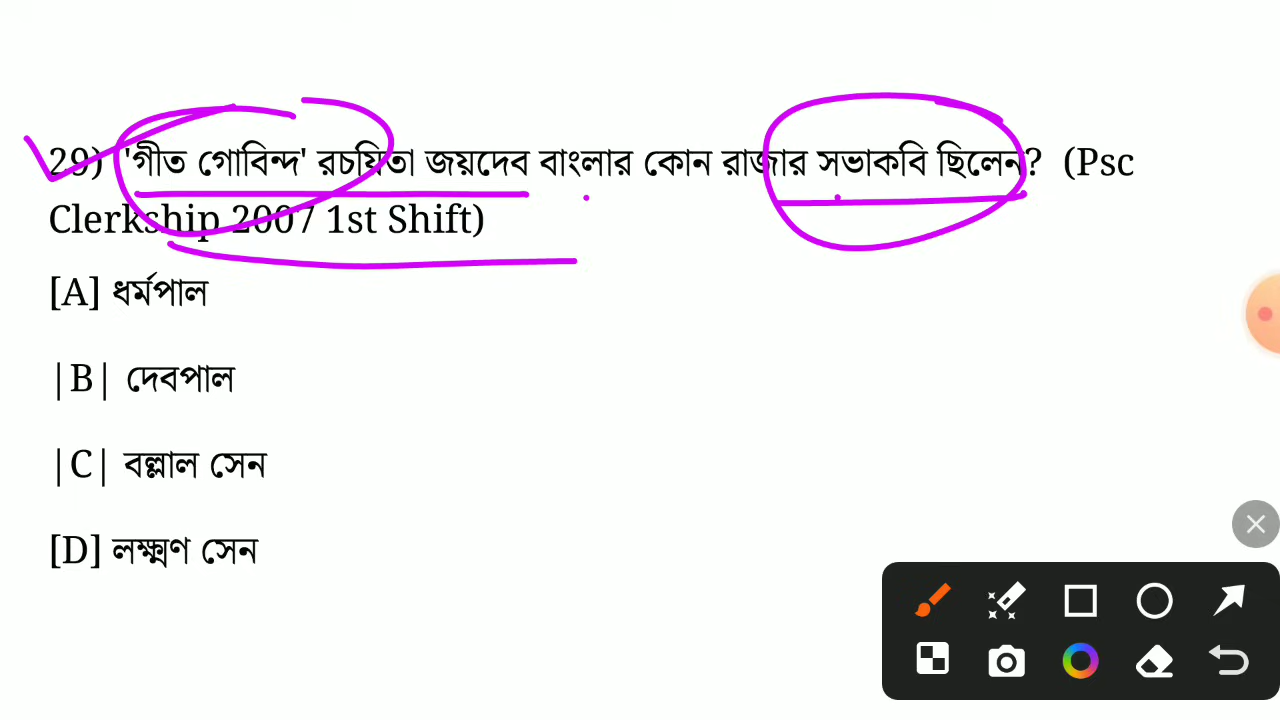 29) 'গীত গোবিন্দ' রচয়িতা জয়দেব বাংলার কোন রাজার সভাকবি ছিলেন? (Psc
Clerkship 2007 1st Shift)
[A] ধর্মপাল
|B| দেবপাল
|C| বল্লাল সেন
[D] লক্ষ্মণ সেন